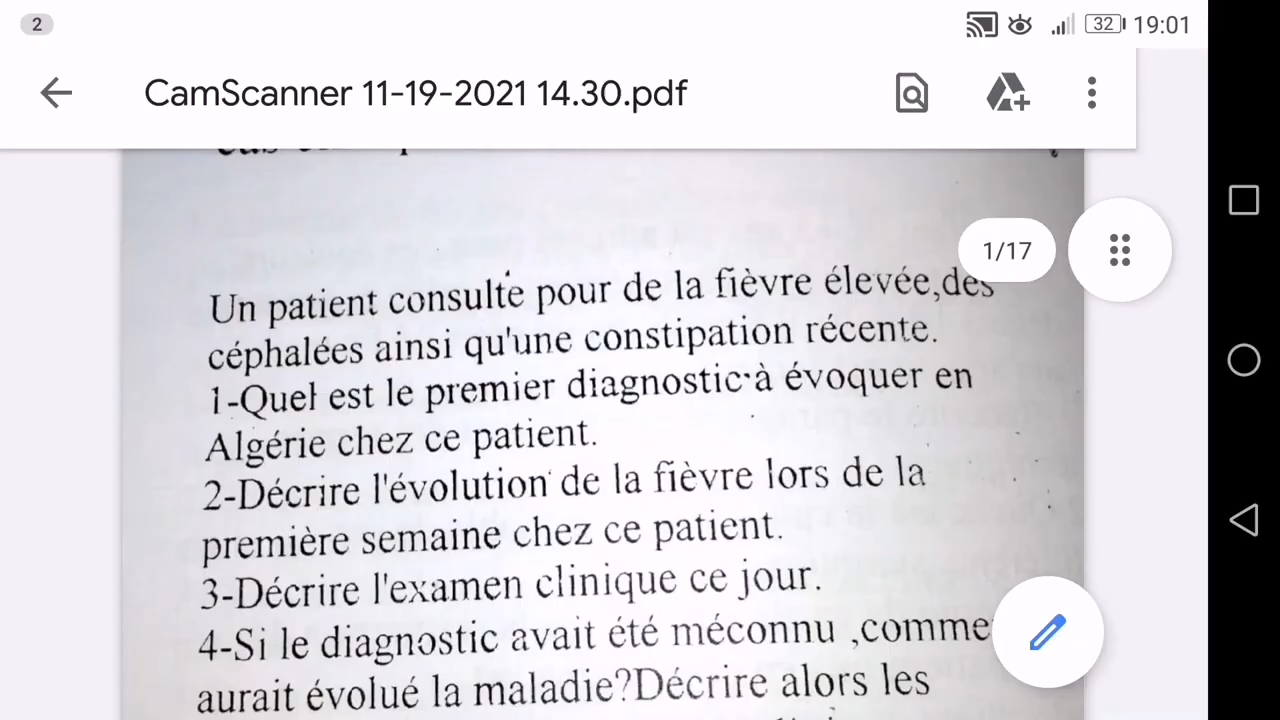 2
32 19:01
CamScanner 11-19-2021 14.30.pdf
1/17
Un patient consulte pour de la fièvre élevée,des
céphalées ainsi qu'une constipation récente.
1-Quel est le premier diagnostic à évoquer en
Algérie chez ce patient.
2-Décrire l'évolution de la fièvre lors de la
première semaine chez ce patient.
3-Décrire l'examen clinique ce jour.
4-Si le diagnostic avait été méconnu ,comme
aurait évolué la maladie?Décrire alors les